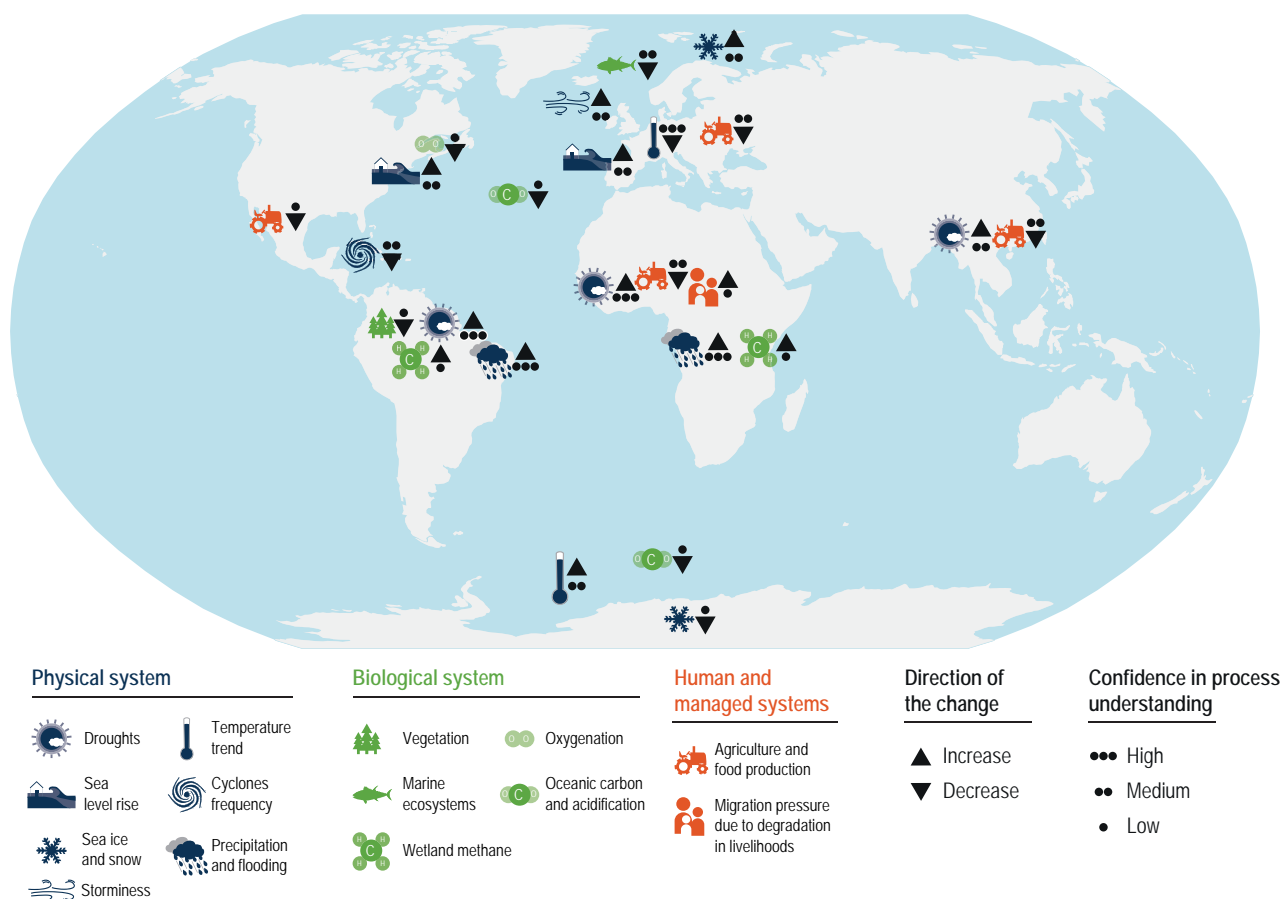 Physical system
Droughts
Temperature
trend
Sea
level rise
Cyclones
frequency
Sea ice
and snow
Precipitation
and flooding
Storminess
Biological system
Vegetation
Oxygenation
Marine
ecosystems
Oceanic carbon
and acidification
Wetland methane
Human and
managed systems
Agriculture and
food production
Migration pressure
due to degradation
in livelihoods
Direction of
the change
Increase
Decrease
Confidence in process
understanding
High
Medium
Low